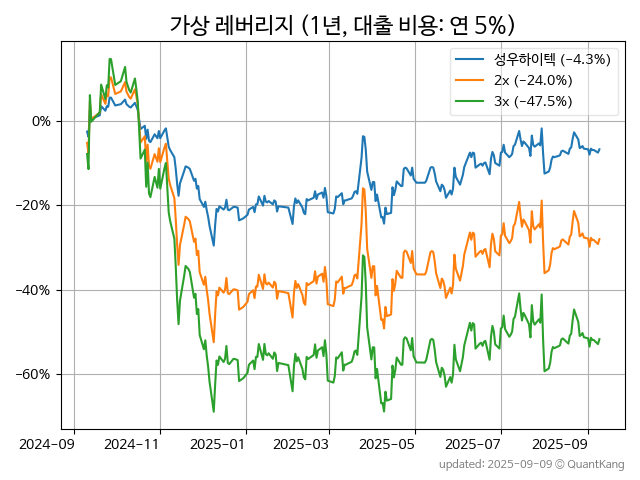 가상 레버리지 (1년, 대출 비용: 연 5%)
성우하이텍 (−4.3%)
2x (−24.0%)
3x (−47.5%)
0%
−20%
−40%
−60%
2024−09 2024−11 2025−01 2025−03 2025−05 2025−07 2025−09
updated: 2025-09-09 © QuantKang